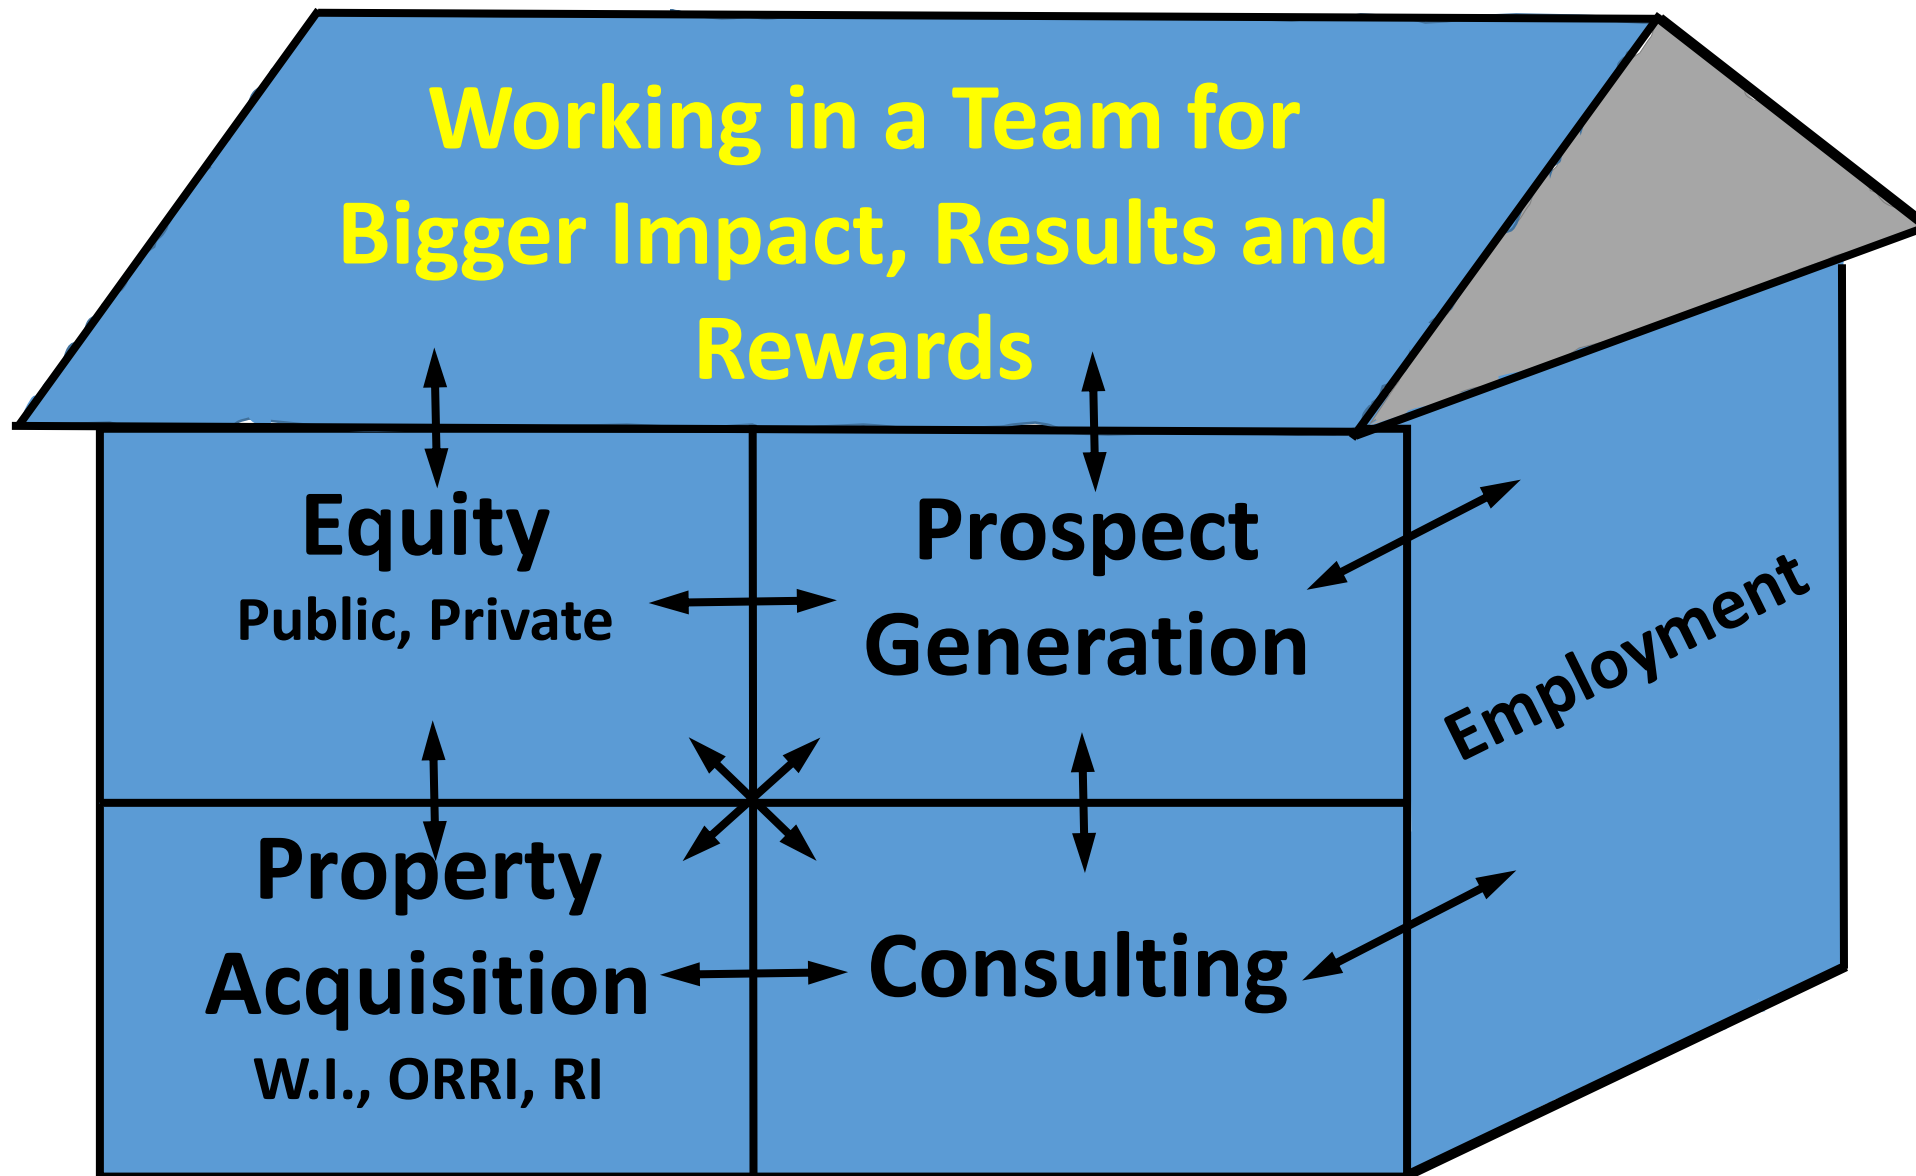 Working in a Team for
Bigger Impact, Results and
Rewards
Equity
Public, Private
Prospect
Generation
Employment
Property
Acquisition
W.I., ORRI, RI
Consulting